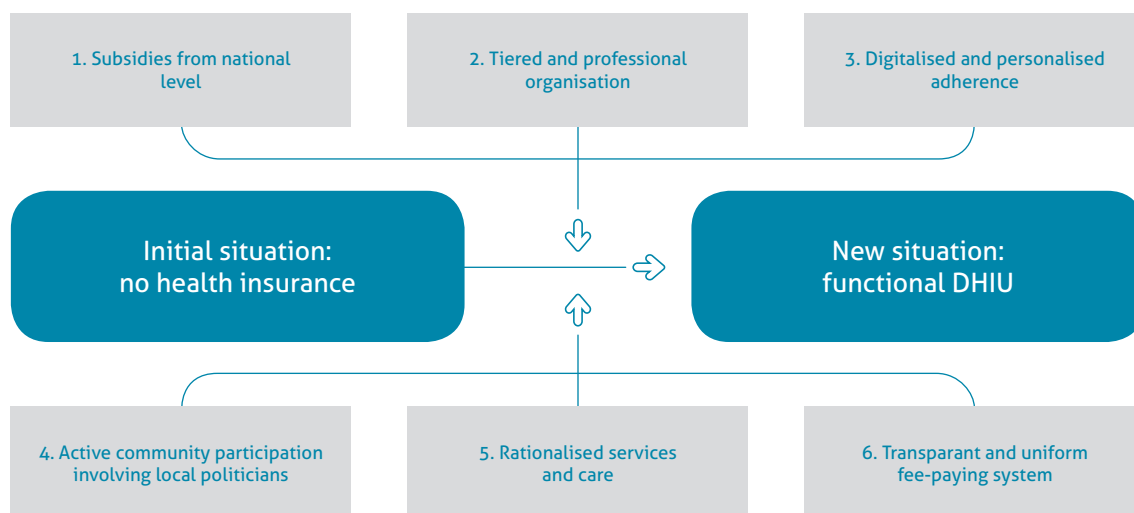 1. Subsidies from national
level
2. Tiered and professional
organisation
3. Digitalised and personalised
adherence
Initial situation:
no health insurance
New situation:
functional DHIU
4. Active community participation
involving local politicians
5. Rationalised services
and care
6. Transparant and uniform
fee-paying system